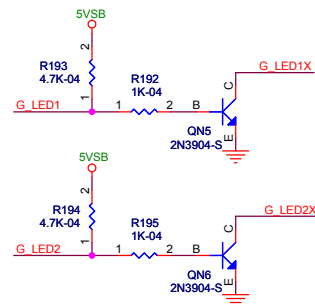 5VSB
2
R193
4.7K-04
1
G_LED1
R192
1 2
1K-04
B
C
E
G_LED1X
QN5
2N3904-S
5VSB
2
R194
4.7K-04
1
G_LED2
R195
1 2
1K-04
B
C
E
G_LED2X
QN6
2N3904-S